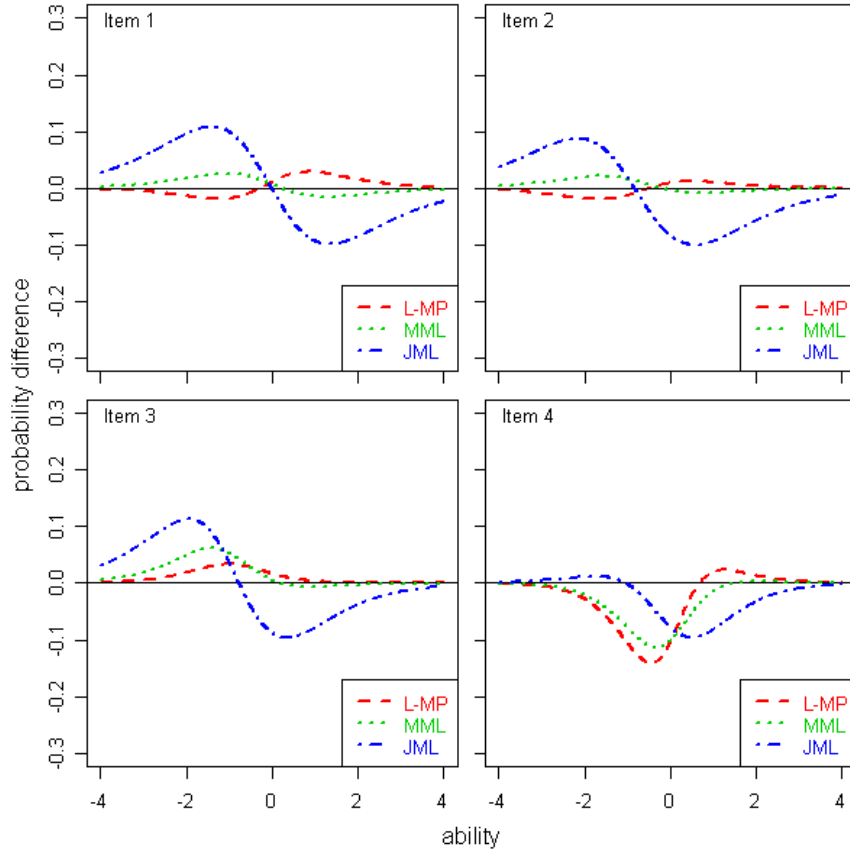 Item 1
Item 2
0.3
0.2
0.1
0.0
-0.1
-0.2
-0.3
L-MP
MML
JML
L-MP
MML
JML
probability difference
Item 3
Item 4
0.3
0.2
0.1
0.0
-0.1
-0.2
-0.3
L-MP
MML
JML
L-MP
MML
JML
-4 -2 0 2 4
-4 -2 0 2 4
ability